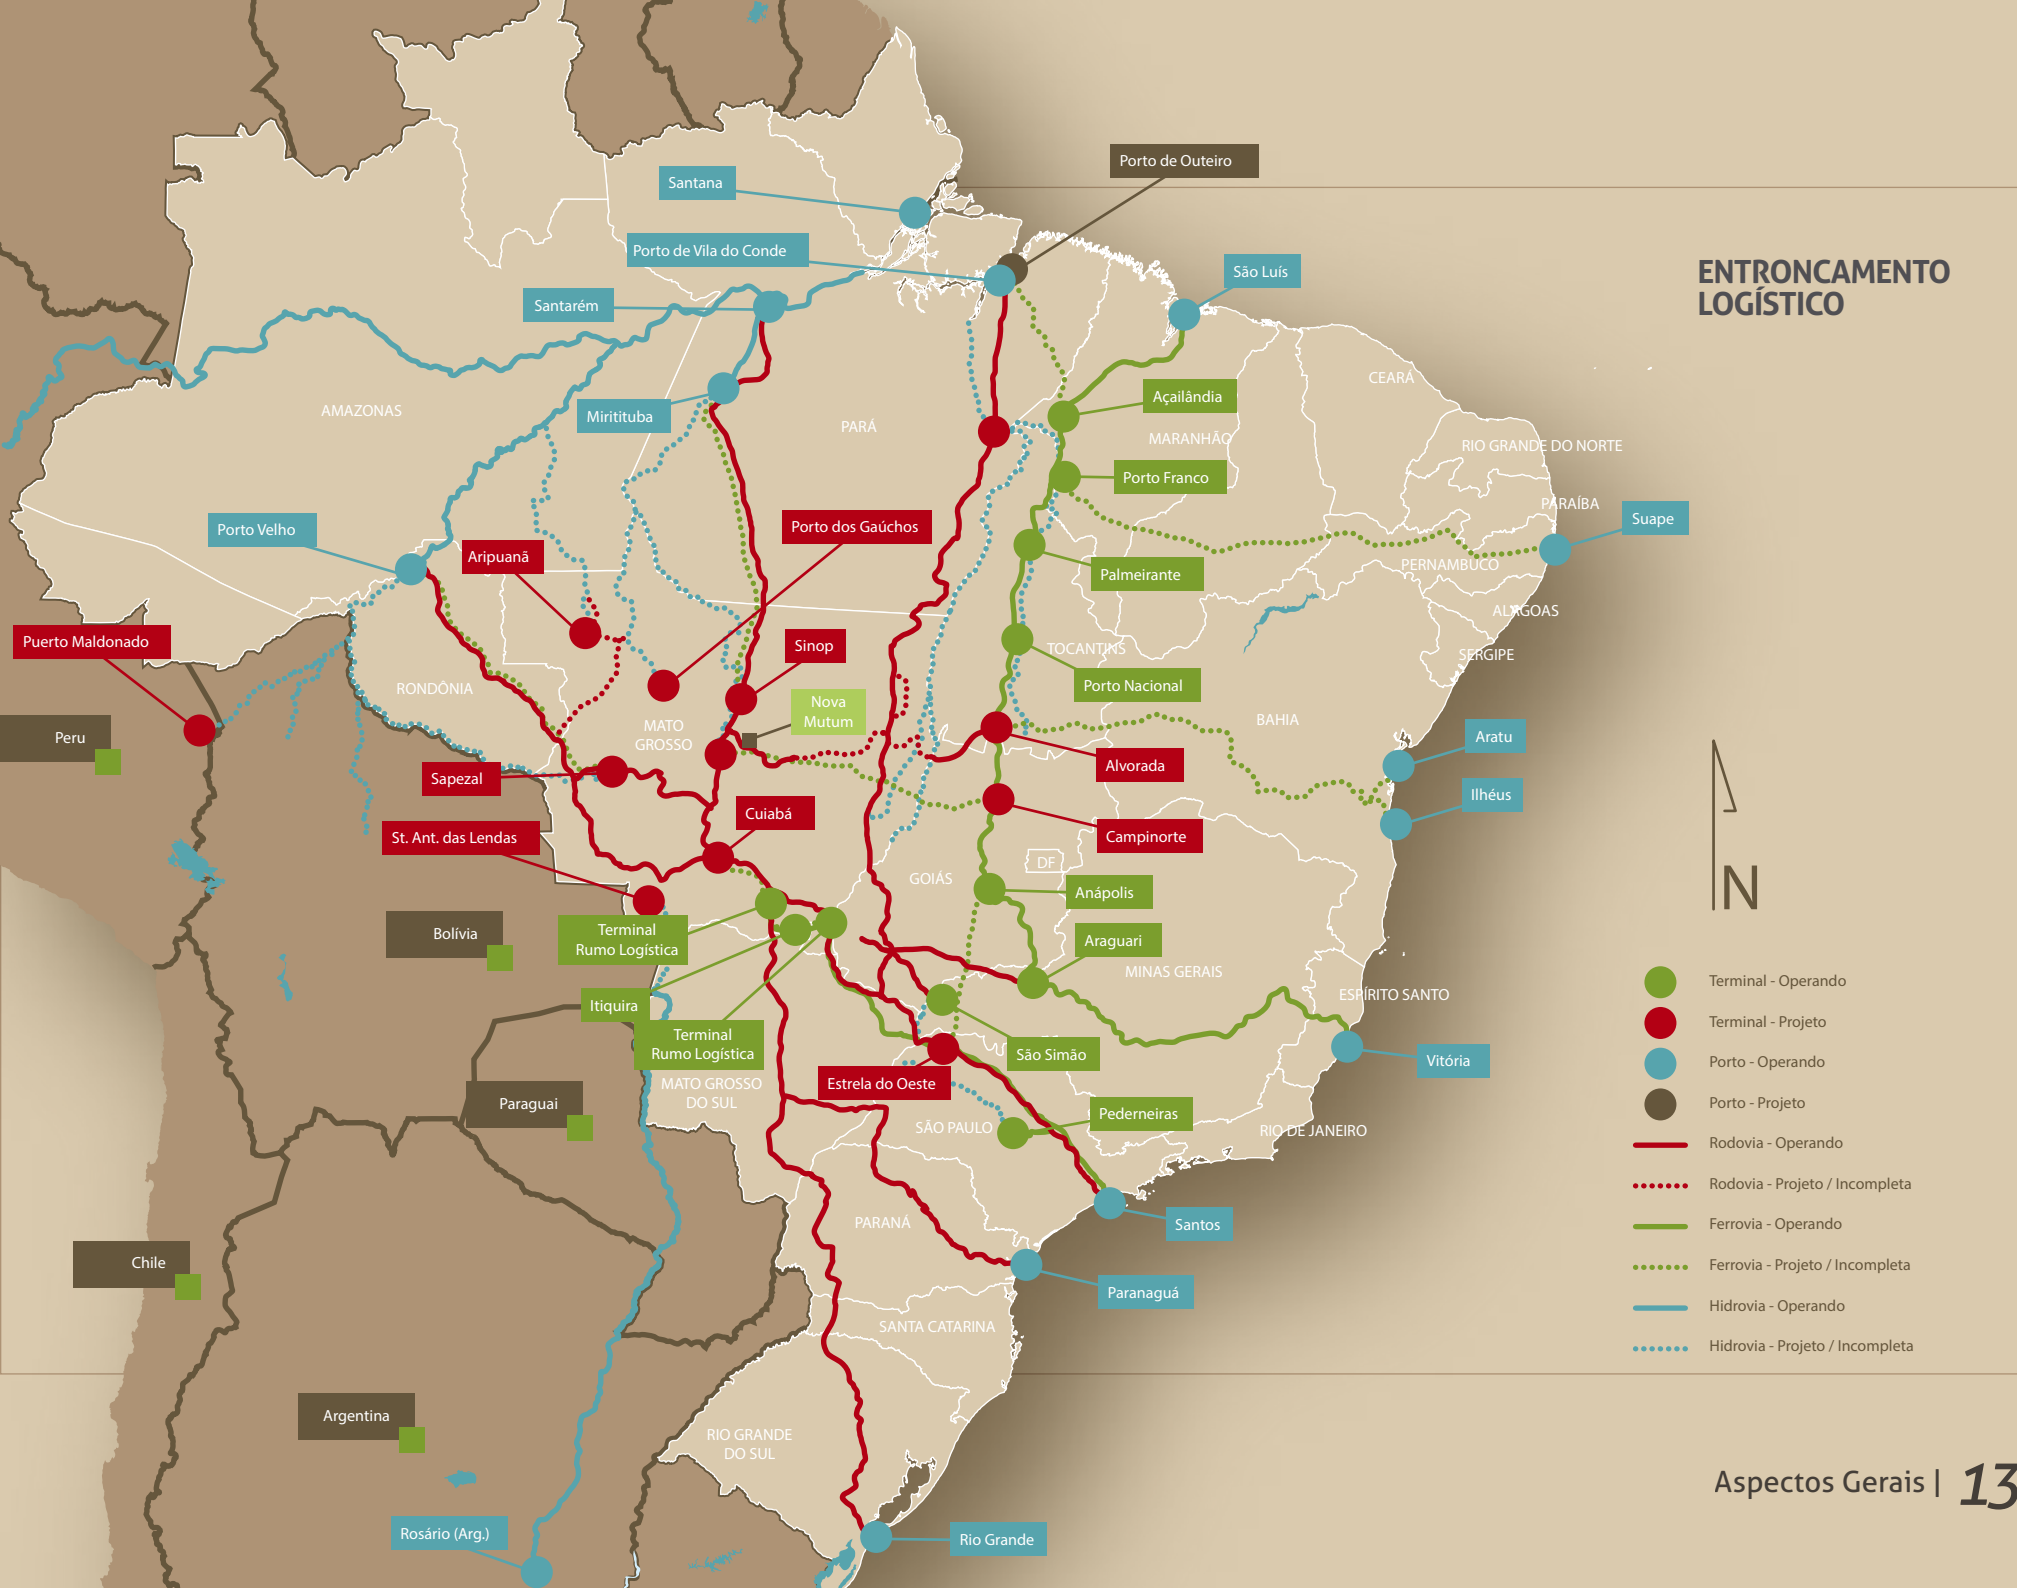 Porto de Outeiro
Santana
Porto de Vila do Conde
São Luís
ENTRONCAMENTO
LOGÍSTICO
Santarém
CEARÁ
Açailândia
Miritituba
AMAZONAS
PARÁ
MARANHÃO
RIO GRANDE DO NORTE
Porto Franco
PARAÍBA
Suape
Porto Velho
Porto dos Gaúchos
Aripuanã
PERNAMBUCO
Palmeirante
ALAGOAS
Puerto Maldonado
Sinop
TOCANTINS
SERGIPE
RONDÔNIA
Porto Nacional
Nova
Mutum
MATO
GROSSO
BAHIA
Peru
Aratu
Sapezal
Alvorada
Ilhéus
Cuiabá
St. Ant. das Lendas
Campinorte
DF
GOIÁS
Anápolis
N
Bolívia
Terminal
Rumo Logística
Araguari
MINAS GERAIS
Terminal - Operando
ESPÍRITO SANTO
Itiquira
Terminal - Projeto
Terminal
Rumo Logística
São Simão
Vitória
Porto - Operando
Estrela do Oeste
MATO GROSSO
DO SUL
Paraguai
Porto - Projeto
Pederneiras
SÃO PAULO
RIO DE JANEIRO
Rodovia - Operando
Rodovia - Projeto / Incompleta
PARANÁ
Santos
Ferrovia - Operando
Chile
Ferrovia - Projeto / Incompleta
Paranaguá
Hidrovia - Operando
SANTA CATARINA
Hidrovia - Projeto / Incompleta
Argentina
RIO GRANDE
DO SUL
Aspectos Gerais | 13
Rosário (Arg.)
Rio Grande